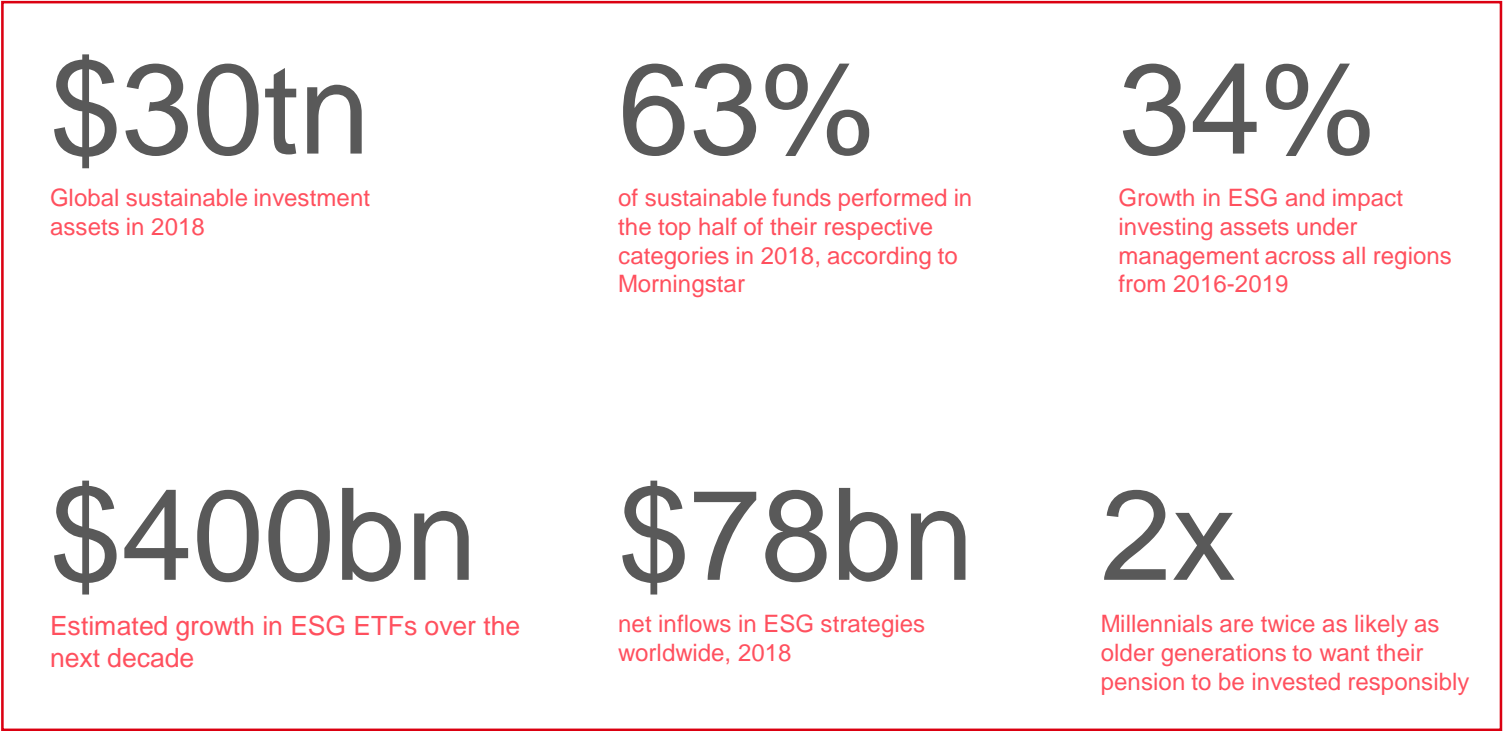 $30tn
Global sustainable investment
assets in 2018
63%
of sustainable funds performed in
the top half of their respective
categories in 2018, according to
Morningstar
34%
Growth in ESG and impact
investing assets under
management across all regions
from 2016-2019
$400bn
Estimated growth in ESG ETFs over the
next decade
$78bn
net inflows in ESG strategies
worldwide, 2018
2x
Millennials are twice as likely as
older generations to want their
pension to be invested responsibly